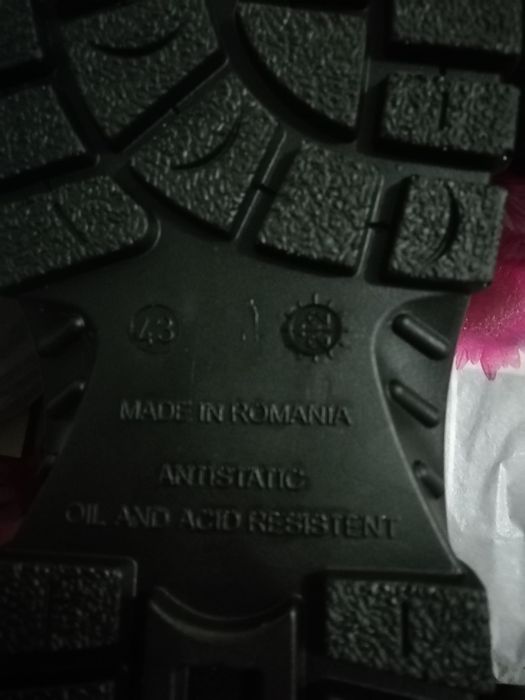 43
MADE IN ROMANIA
ANTISTATIC
OIL AND ACID RESISTENT